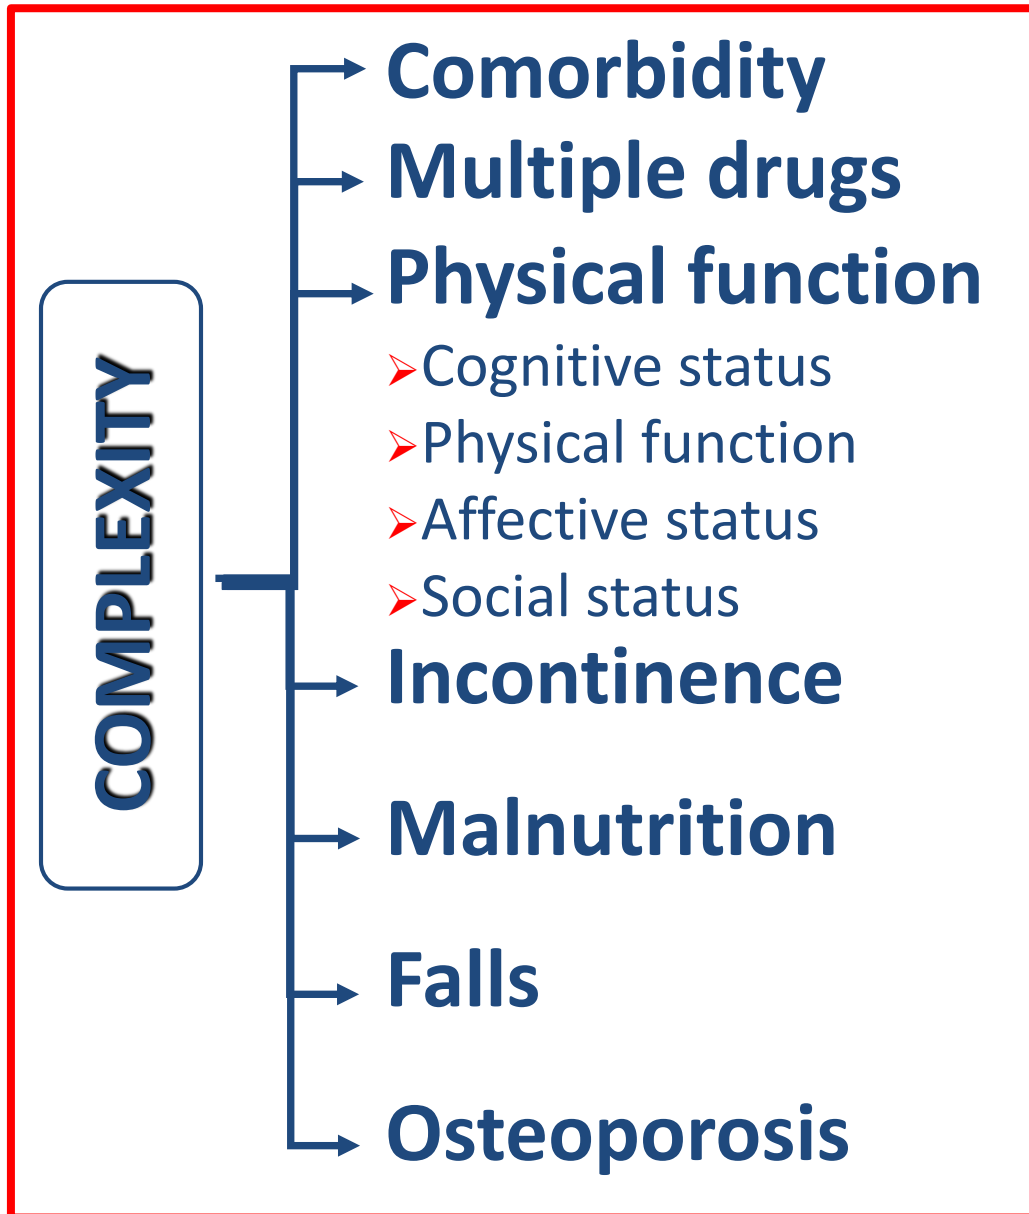 COMPLEXITY
Comorbidity
Multiple drugs
Physical function
Cognitive status
Physical function
Affective status
Social status
Incontinence
Malnutrition
Falls
Osteoporosis